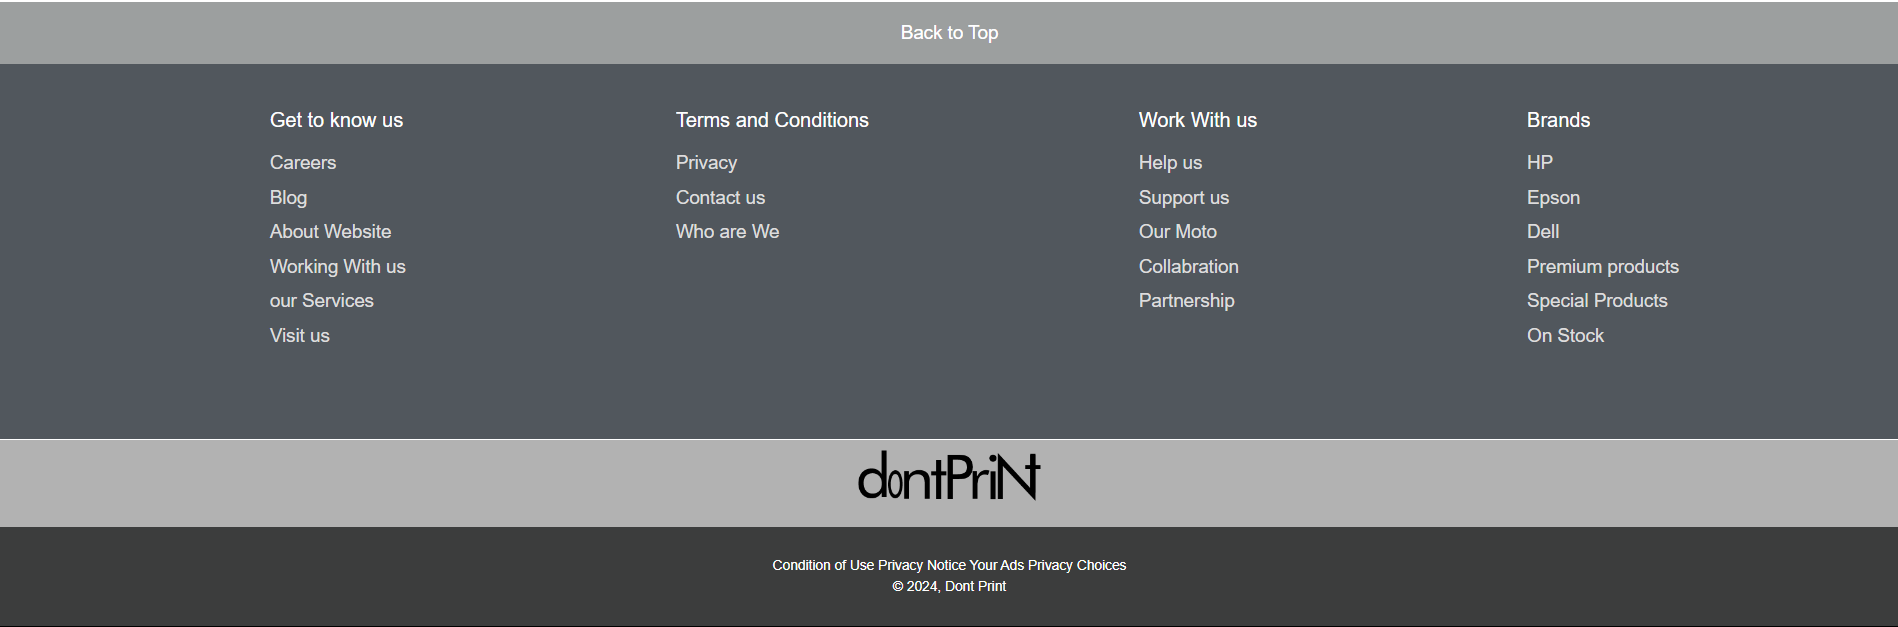 Back to Top
Get to know us
Careers
Blog
About Website
Working With us
our Services
Visit us
Terms and Conditions
Privacy
Contact us
Who are We
Work With us
Help us
Support us
Our Moto
Collabration
Partnership
Brands
HP
Epson
Dell
Premium products
Special Products
On Stock
dontPriNt
Condition of Use Privacy Notice Your Ads Privacy Choices
© 2024, Dont Print